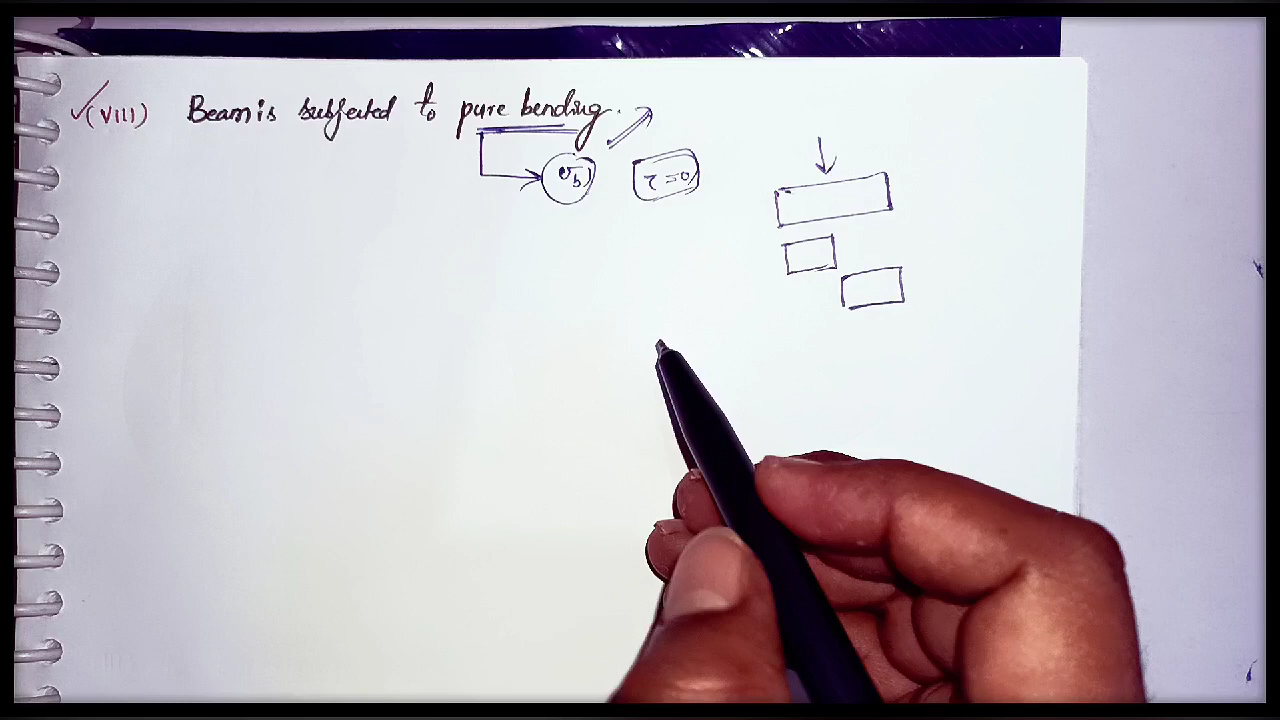 (VIII) Beam is subjected to pure bending.
σb τ=0